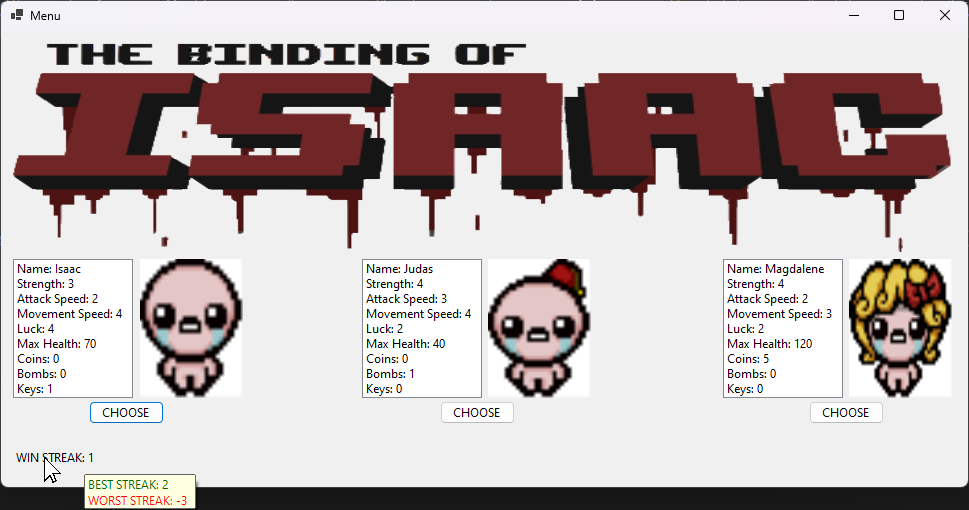 Menu
THE BINDING OF
ISAAC
Name: Isaac
Strength: 3
Attack Speed: 2
Movement Speed: 4
Luck: 4
Max Health: 70
Coins: 0
Bombs: 0
Keys: 1
CHOOSE
Name: Judas
Strength: 4
Attack Speed: 3
Movement Speed: 4
Luck: 2
Max Health: 40
Coins: 0
Bombs: 1
Keys: 0
CHOOSE
Name: Magdalene
Strength: 4
Attack Speed: 2
Movement Speed: 3
Luck: 2
Max Health: 120
Coins: 5
Bombs: 0
Keys: 0
CHOOSE
WIN STREAK: 1
BEST STREAK: 2
WORST STREAK: -3